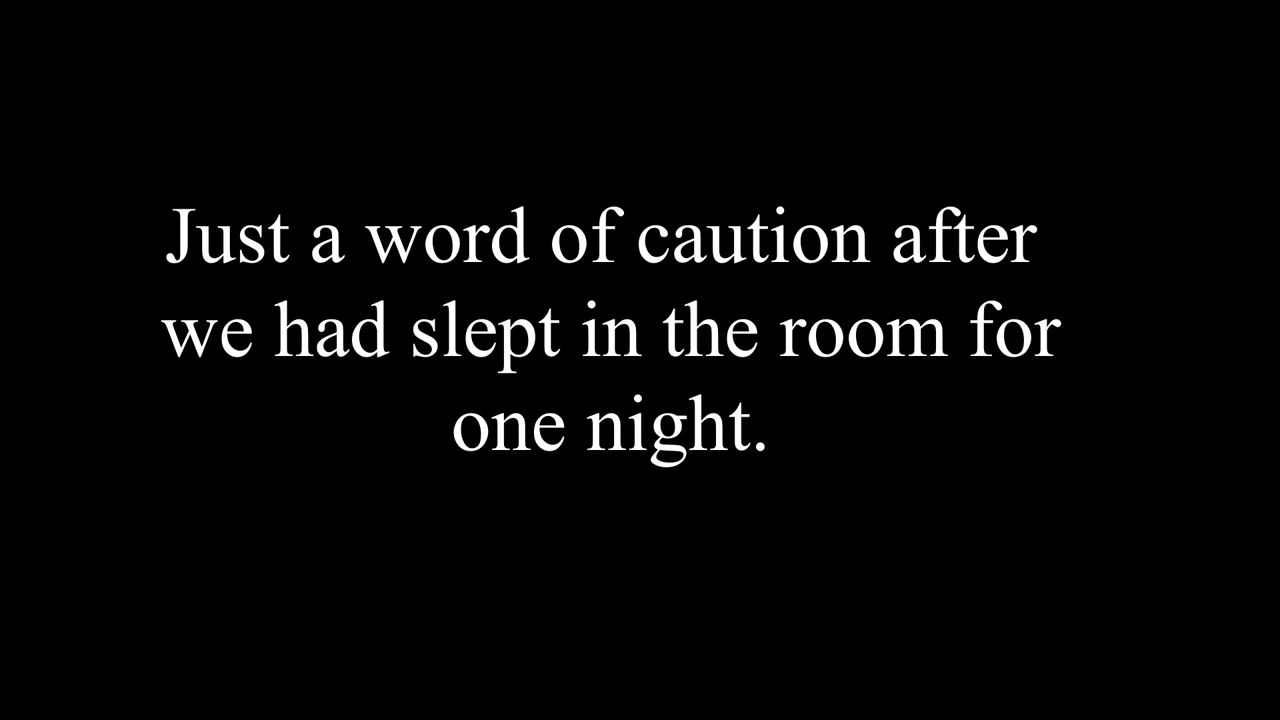 Just a word of caution after
we had slept in the room for
one night.